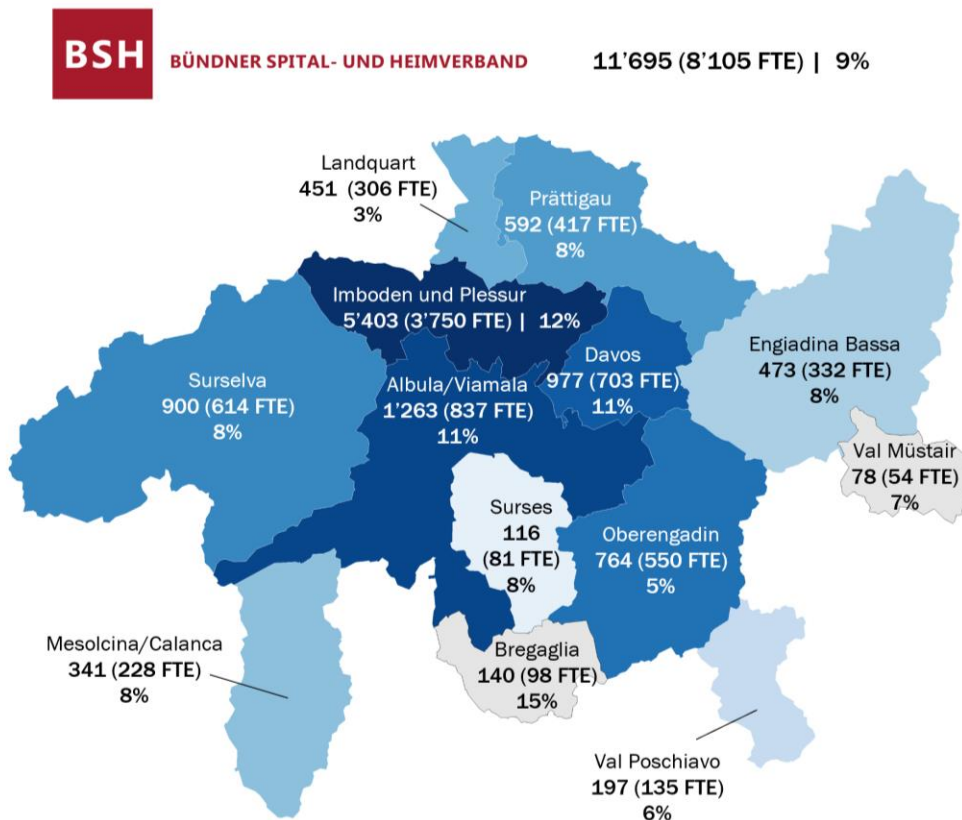 BSH
BÜNDNER SPITAL- UND HEIMVERBAND
11’695 (8’105 FTE) | 9%
Landquart
451 (306 FTE)
3%
Prättigau
592 (417 FTE)
8%
Imboden und Plessur
5’403 (3’750 FTE) | 12%
Davos
977 (703 FTE)
11%
Engiadina Bassa
473 (332 FTE)
8%
Surselva
900 (614 FTE)
8%
Albula/Viamala
1’263 (837 FTE)
11%
Val Müstair
78 (54 FTE)
7%
Surses
116
(81 FTE)
8%
Oberengadin
764 (550 FTE)
5%
Mesolcina/Calanca
341 (228 FTE)
8%
Bregaglia
140 (98 FTE)
15%
Val Poschiavo
197 (135 FTE)
6%